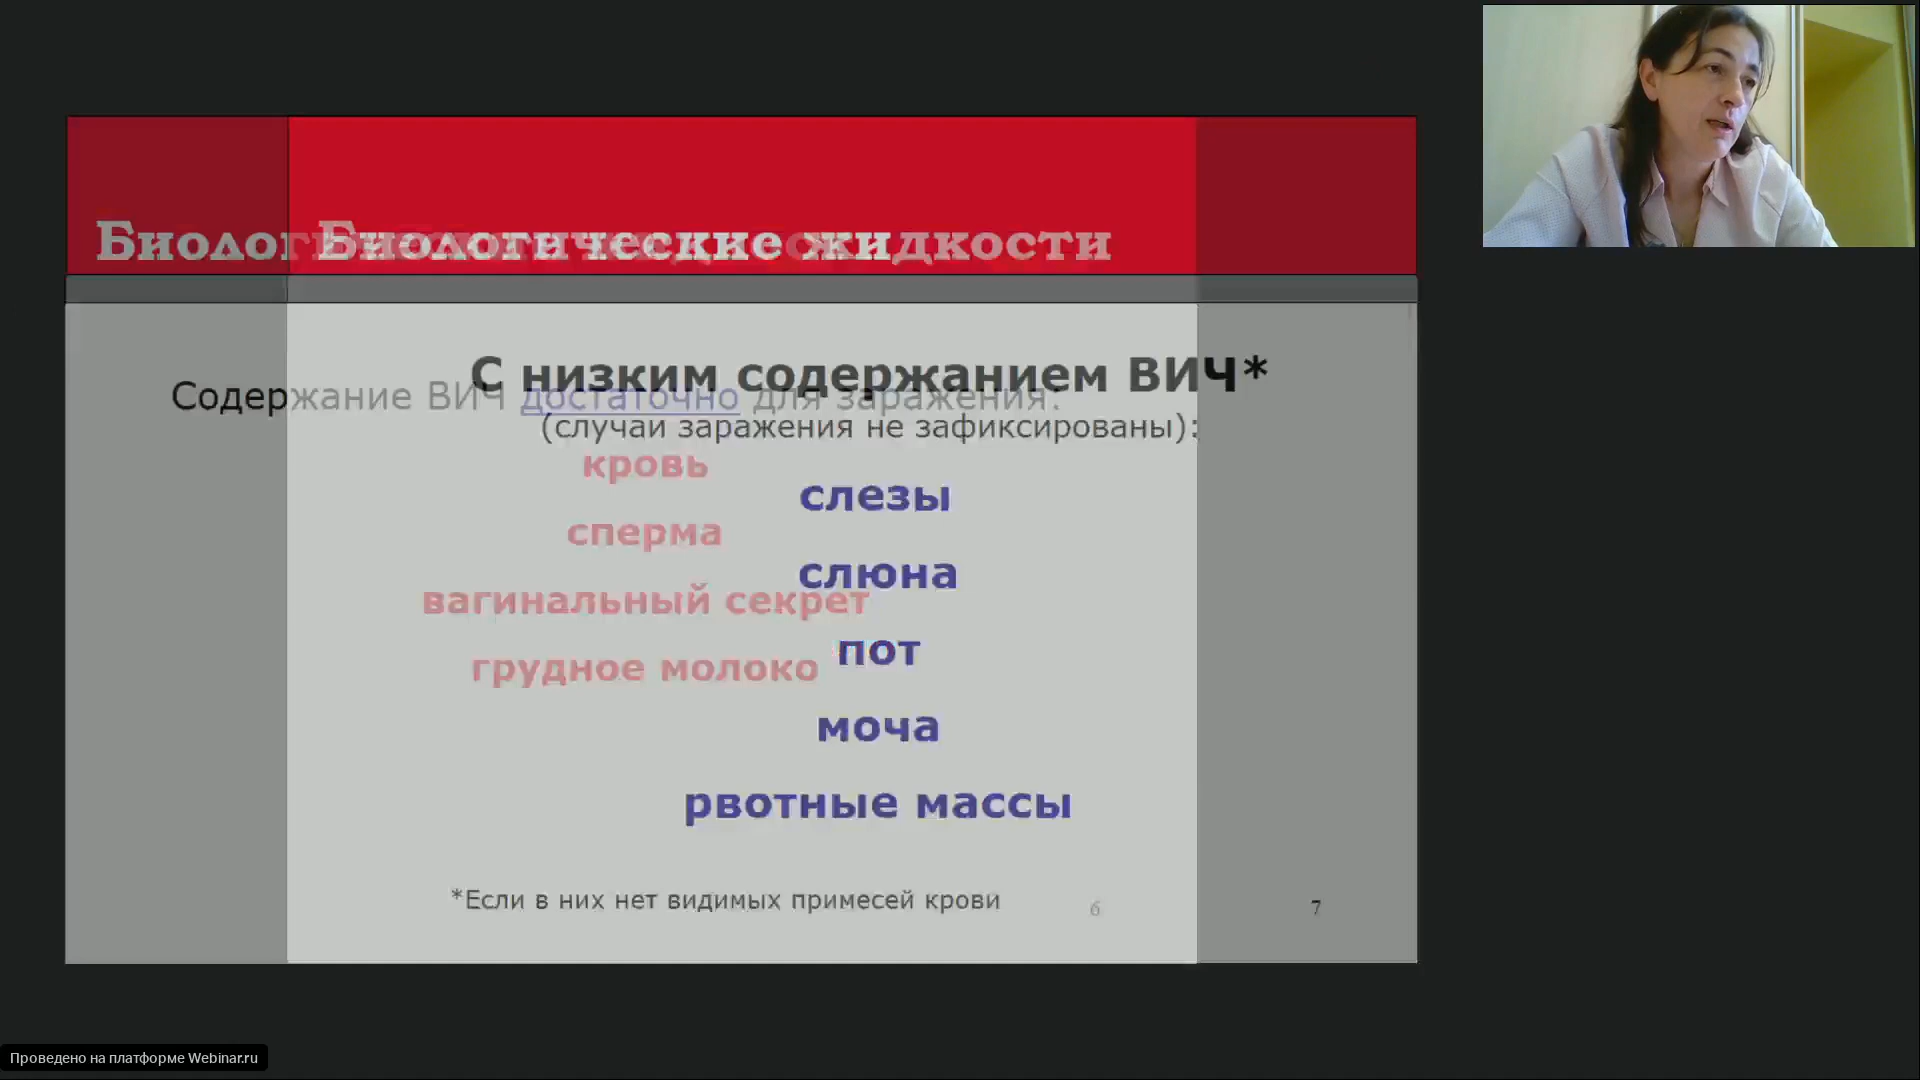 Биологические жидкости
Биологические жидкости
С низким содержанием ВИЧ*
Содержание ВИЧ достаточно для заражения:
(случаи заражения не зафиксированы):
кровь
слезы
сперма
слюна
вагинальный секрет
пот
грудное молоко
моча
рвотные массы
*Если в них нет видимых примесей крови
6
7
Проведено на платформе Webinar.ru